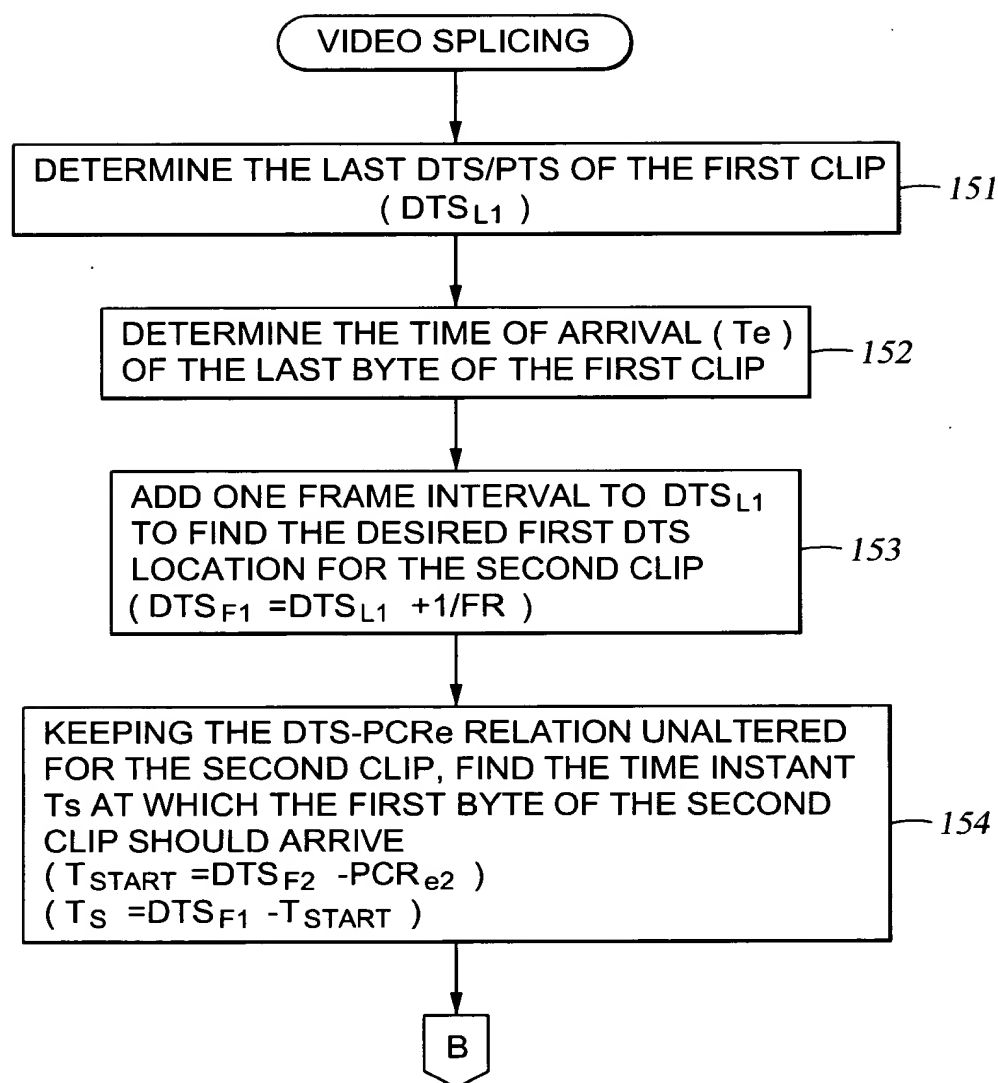 VIDEO SPLICING
DETERMINE THE LAST DTS/PTS OF THE FIRST CLIP
( DTSL1 )
151
DETERMINE THE TIME OF ARRIVAL ( Te )
OF THE LAST BYTE OF THE FIRST CLIP
152
ADD ONE FRAME INTERVAL TO DTSL1
TO FIND THE DESIRED FIRST DTS
LOCATION FOR THE SECOND CLIP
( DTSF1 =DTSL1 +1/FR )
153
KEEPING THE DTS-PCRe RELATION UNALTERED
FOR THE SECOND CLIP, FIND THE TIME INSTANT
Ts AT WHICH THE FIRST BYTE OF THE SECOND
CLIP SHOULD ARRIVE
( TSTART =DTSF2 -PCRe2 )
( TS =DTSF1 -TSTART )
154
B